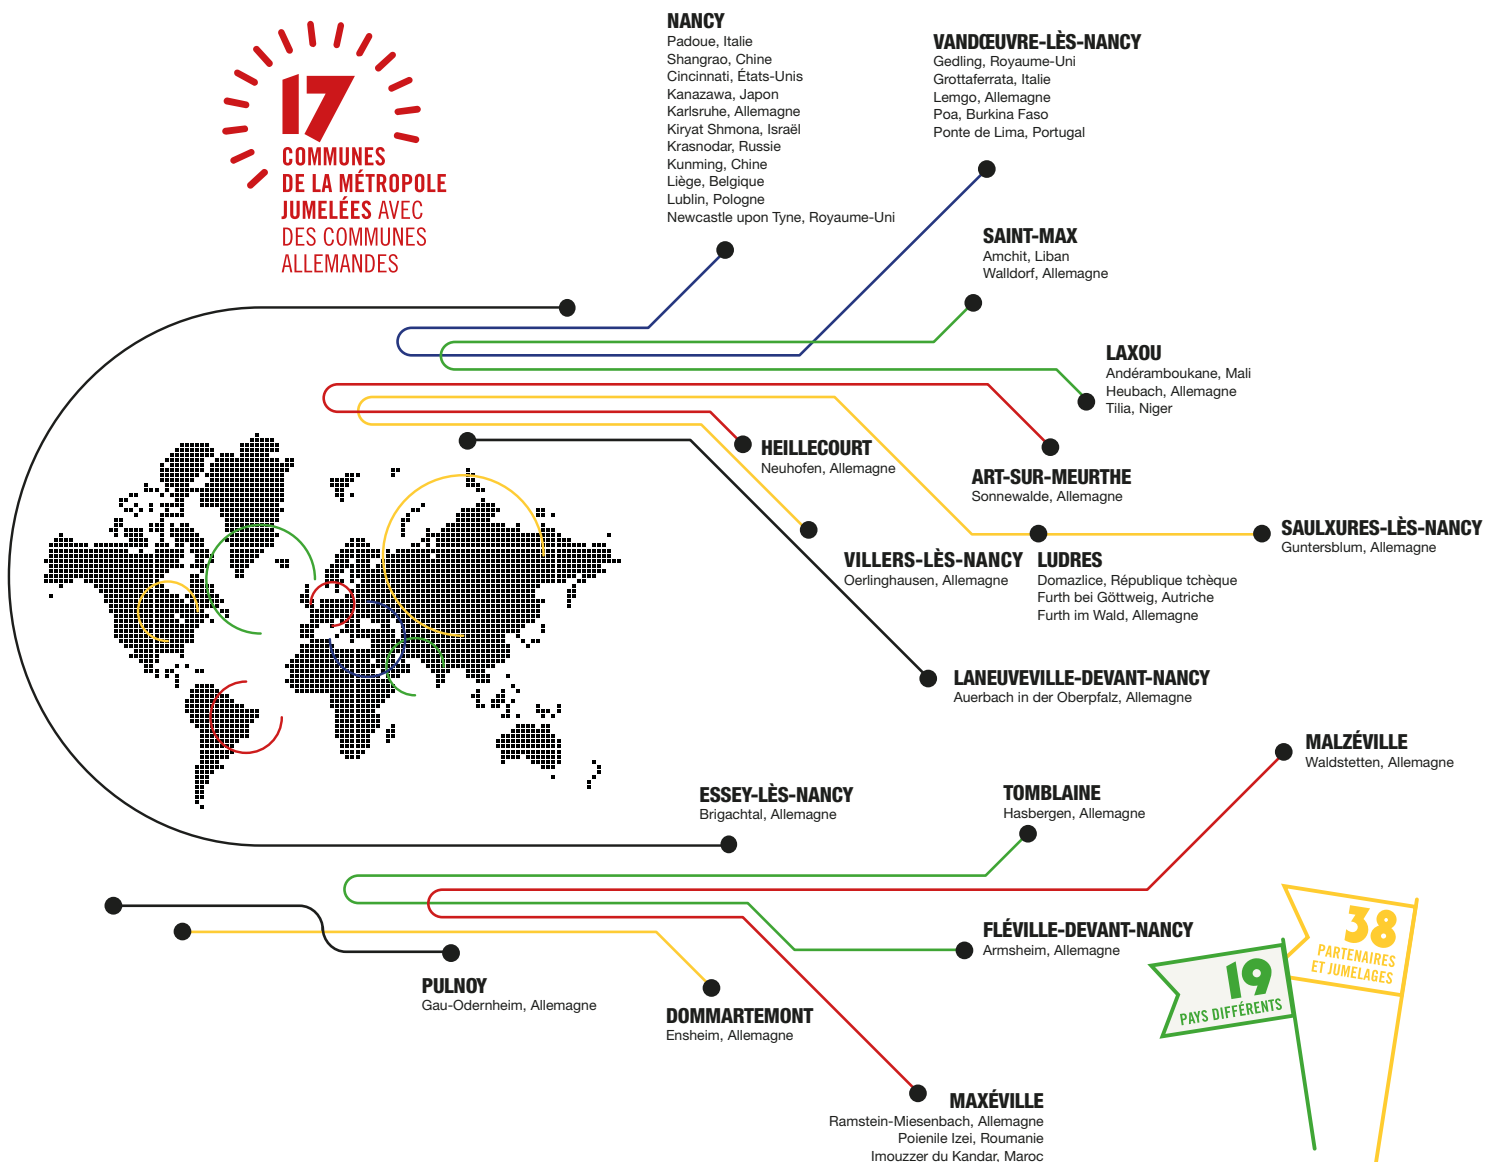 17
COMMUNES
DE LA MÉTROPOLE
JUMELÉES AVEC
DES COMMUNES
ALLEMANDES
NANCY
Padoue, Italie
Shangrao, Chine
Cincinnati, États-Unis
Kanazawa, Japon
Karlsruhe, Allemagne
Kiryat Shmona, Israël
Krasnodar, Russie
Kunming, Chine
Liège, Belgique
Lublin, Pologne
Newcastle upon Tyne, Royaume-Uni
VANDŒUVRE-LÈS-NANCY
Gedling, Royaume-Uni
Grottaferrata, Italie
Lemgo, Allemagne
Poa, Burkina Faso
Ponte de Lima, Portugal
SAINT-MAX
Amchit, Liban
Walldorf, Allemagne
LAXOU
Andéramboukane, Mali
Heubach, Allemagne
Tilia, Niger
HEILLECOURT
Neuhofen, Allemagne
ART-SUR-MEURTHE
Sonnewalde, Allemagne
SAULXURES-LÈS-NANCY
Guntersblum, Allemagne
VILLERS-LÈS-NANCY
Oerlinghausen, Allemagne
LUDRES
Domazlice, République tchèque
Furth bei Göttweig, Autriche
Furth im Wald, Allemagne
LANEUVEVILLE-DEVANT-NANCY
Auerbach in der Oberpfalz, Allemagne
MALZÉVILLE
Waldstetten, Allemagne
ESSEY-LÈS-NANCY
Brigachtal, Allemagne
TOMBLAINE
Hasbergen, Allemagne
FLÉVILLE-DEVANT-NANCY
Armsheim, Allemagne
PULNOY
Gau-Odernheim, Allemagne
DOMMARTEMONT
Ensheim, Allemagne
MAXÉVILLE
Ramstein-Miesenbach, Allemagne
Poienile Izei, Roumanie
Imouzzer du Kandar, Maroc
38
PARTENAIRES
ET JUMELAGES
19
PAYS DIFFÉRENTS